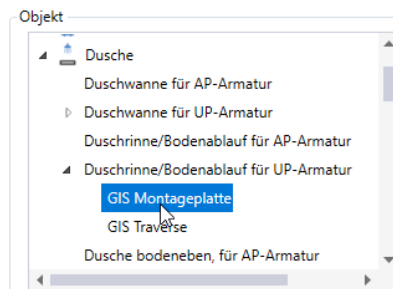 Objekt
Dusche
Duschwanne für AP-Armatur
Duschwanne für UP-Armatur
Duschrinne/Bodenablauf für AP-Armatur
Duschrinne/Bodenablauf für UP-Armatur
GIS Montageplatte
GIS Traverse
Dusche bodeneben, für AP-Armatur